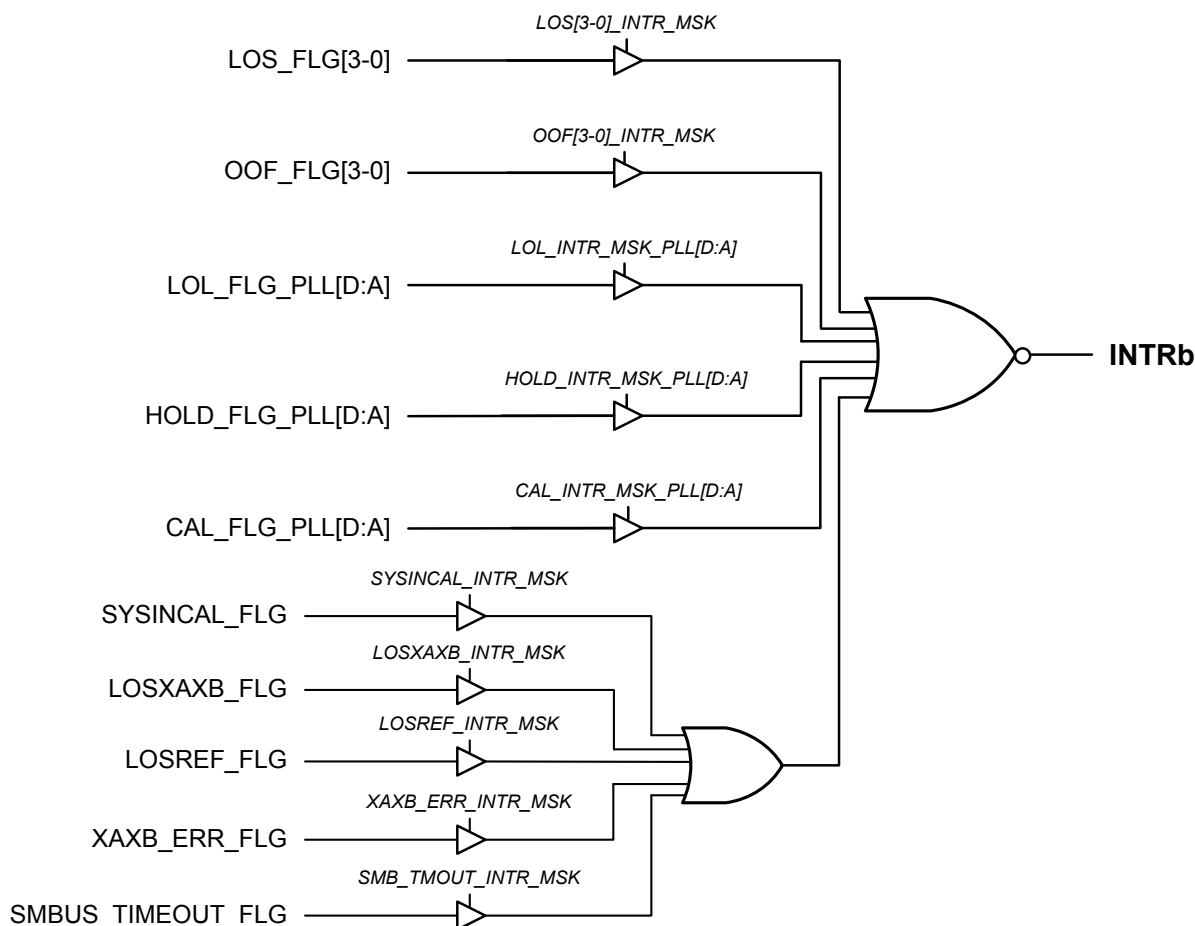 LOS[3-0]_INTR_MSK
LOS_FLG[3-0]
OOF[3-0]_INTR_MSK
OOF_FLG[3-0]
LOL_INTR_MSK_PLL[D:A]
LOL_FLG_PLL[D:A]
INTRb
HOLD_INTR_MSK_PLL[D:A]
HOLD_FLG_PLL[D:A]
CAL_INTR_MSK_PLL[D:A]
CAL_FLG_PLL[D:A]
SYSINCAL_INTR_MSK
SYSINCAL_FLG
LOSXAXB_INTR_MSK
LOSXAXB_FLG
LOSREF_INTR_MSK
LOSREF_FLG
XAXB_ERR_INTR_MSK
XAXB_ERR_FLG
SMB_TMOUT_INTR_MSK
SMBUS_TIMEOUT_FLG